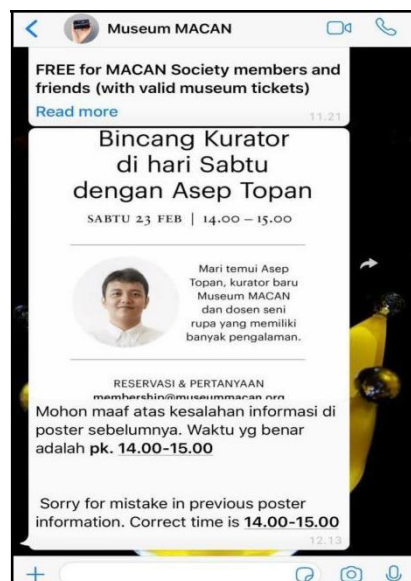 Museum MACAN
FREE for MACAN Society members and
friends (with valid museum tickets)
Read more
11.21
Bincang Kurator
di hari Sabtu
dengan Asep Topan
SABTU 23 FEB | 14.00 – 15.00
Mari temui Asep
Topan, kurator baru
Museum MACAN
dan dosen seni
rupa yang memiliki
banyak pengalaman.
RESERVASI & PERTANYAAN
membership@museummacan.org
Mohon maaf atas kesalahan informasi di
poster sebelumnya. Waktu yg benar
adalah pk. 14.00-15.00
Sorry for mistake in previous poster
information. Correct time is 14.00-15.00
12.13